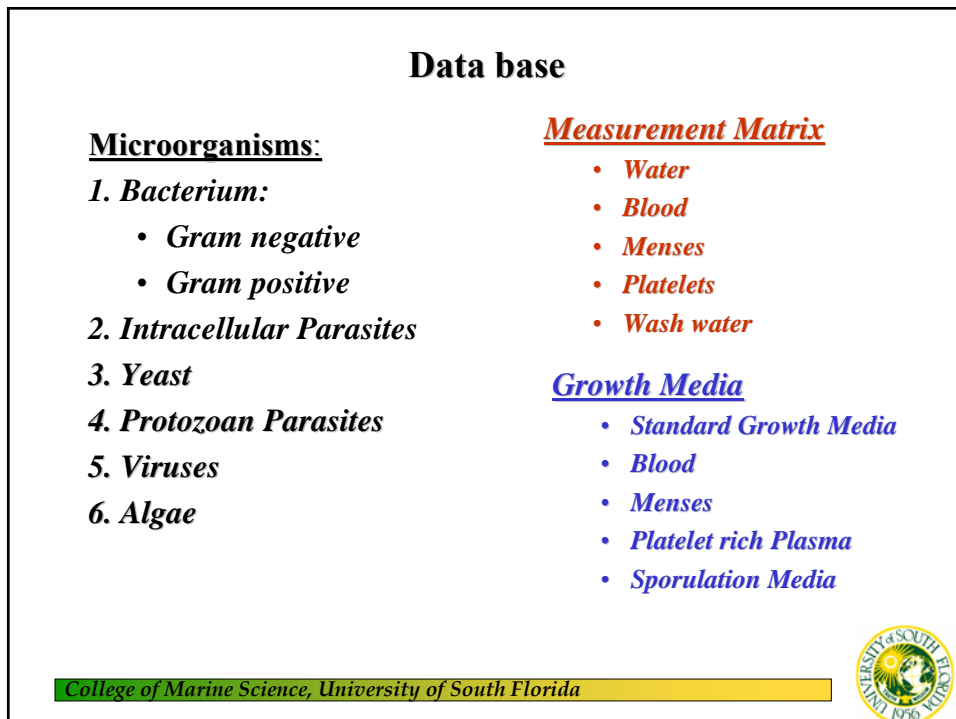 Data base
Microorganisms:
1. Bacterium:
• Gram negative
• Gram positive
2. Intracellular Parasites
3. Yeast
4. Protozoan Parasites
5. Viruses
6. Algae
Measurement Matrix
• Water
• Blood
• Menses
• Platelets
• Wash water
Growth Media
• Standard Growth Media
• Blood
• Menses
• Platelet rich Plasma
• Sporulation Media
College of Marine Science, University of South Florida
UNIVERSITY of SOUTH FLORIDA
1956